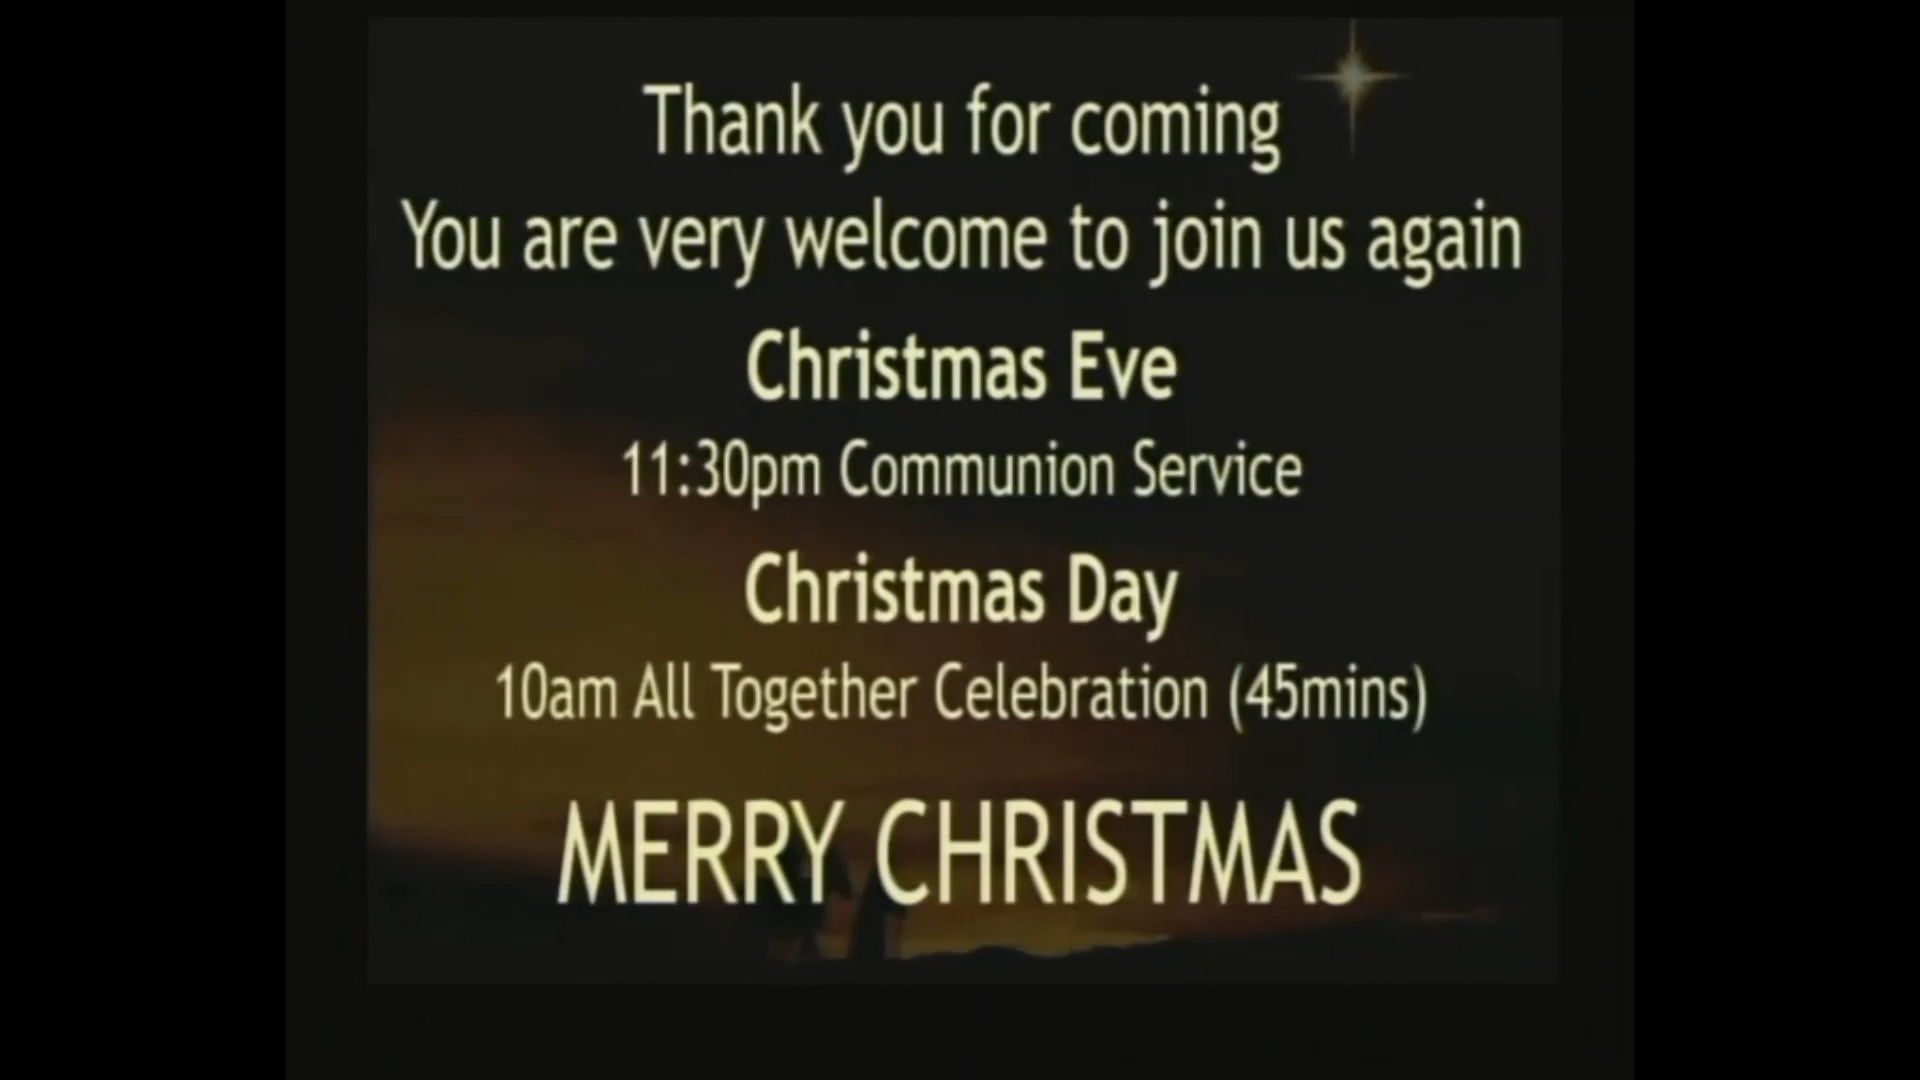 Thank you for coming
You are very welcome to join us again
Christmas Eve
11:30pm Communion Service
Christmas Day
10am All Together Celebration (45mins)
MERRY CHRISTMAS